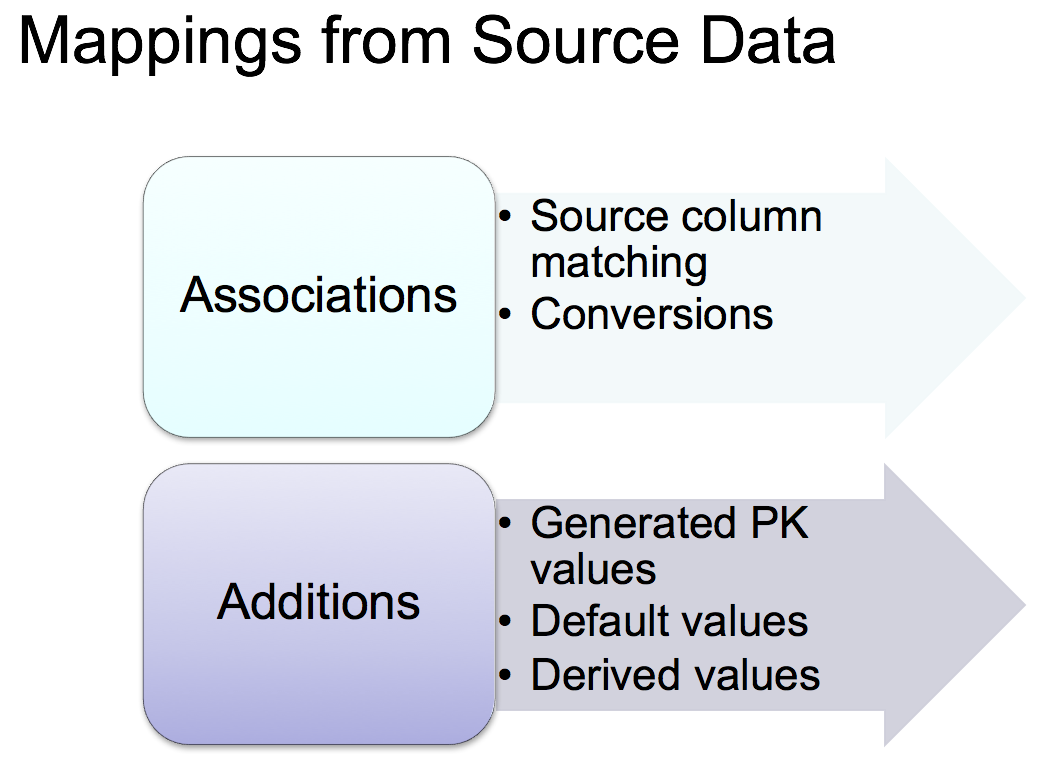 Mappings from Source Data
Associations
• Source column
matching
• Conversions
Additions
• Generated PK
values
• Default values
• Derived values